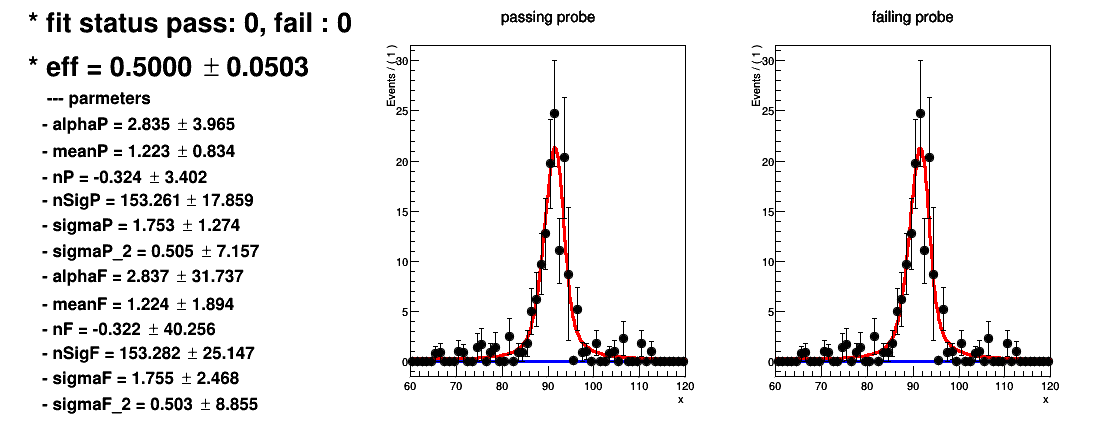 * fit status pass: 0, fail : 0
* eff = 0.5000 ± 0.0503
--- parmeters
- alphaP = 2.835 ± 3.965
- meanP = 1.223 ± 0.834
- nP = -0.324 ± 3.402
- nSigP = 153.261 ± 17.859
- sigmaP = 1.753 ± 1.274
- sigmaP_2 = 0.505 ± 7.157
- alphaF = 2.837 ± 31.737
- meanF = 1.224 ± 1.894
- nF = -0.322 ± 40.256
- nSigF = 153.282 ± 25.147
- sigmaF = 1.755 ± 2.468
- sigmaF_2 = 0.503 ± 8.855
passing probe
Events / ( 1 )
30
25
20
15
10
5
0
60 70 80 90 100 110 120
x
failing probe
Events / ( 1 )
30
25
20
15
10
5
0
60 70 80 90 100 110 120
x